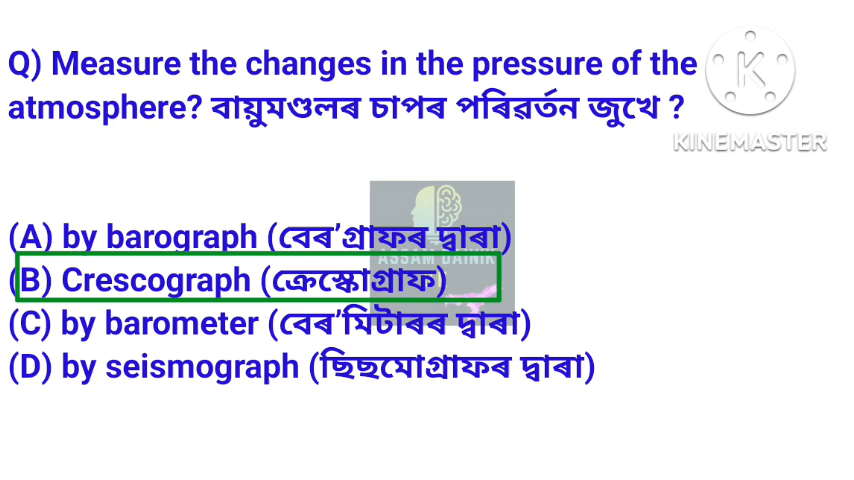 Q) Measure the changes in the pressure of the
atmosphere? বায়ুমণ্ডলৰ চাপৰ পৰিৱৰ্তন জুখে ?
KINEMASTER
(A) by barograph (বেৰ’গ্ৰাফৰ দ্বাৰা)
ASSAM DAINIK
(B) Crescograph (ক্ৰেস্কোগ্ৰাফ)
(C) by barometer (বেৰ’মিটাৰৰ দ্বাৰা)
(D) by seismograph (ছিছমোগ্ৰাফৰ দ্বাৰা)